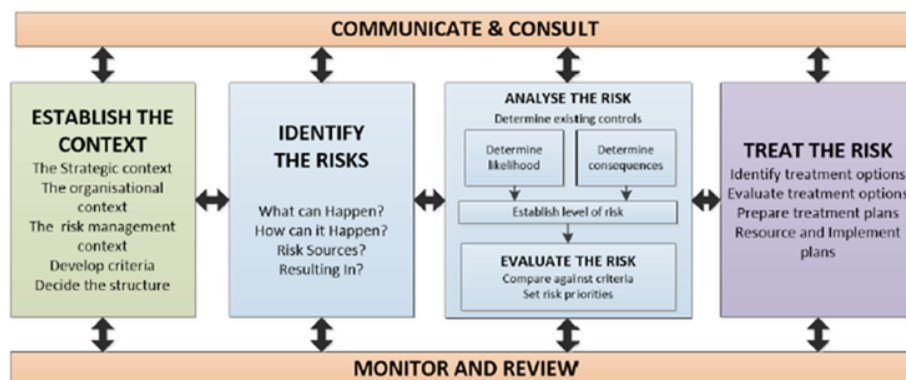 COMMUNICATE & CONSULT
ESTABLISH THE
CONTEXT
The Strategic context
The organisational
context
The risk management
context
Develop criteria
Decide the structure
IDENTIFY
THE RISKS
What can Happen?
How can it Happen?
Risk Sources?
Resulting In?
ANALYSE THE RISK
Determine existing controls
Determine
likelihood
Determine
consequences
Establish level of risk
EVALUATE THE RISK
Compare against criteria
Set risk priorities
TREAT THE RISK
Identify treatment options
Evaluate treatment options
Prepare treatment plans
Resource and Implement
plans
MONITOR AND REVIEW